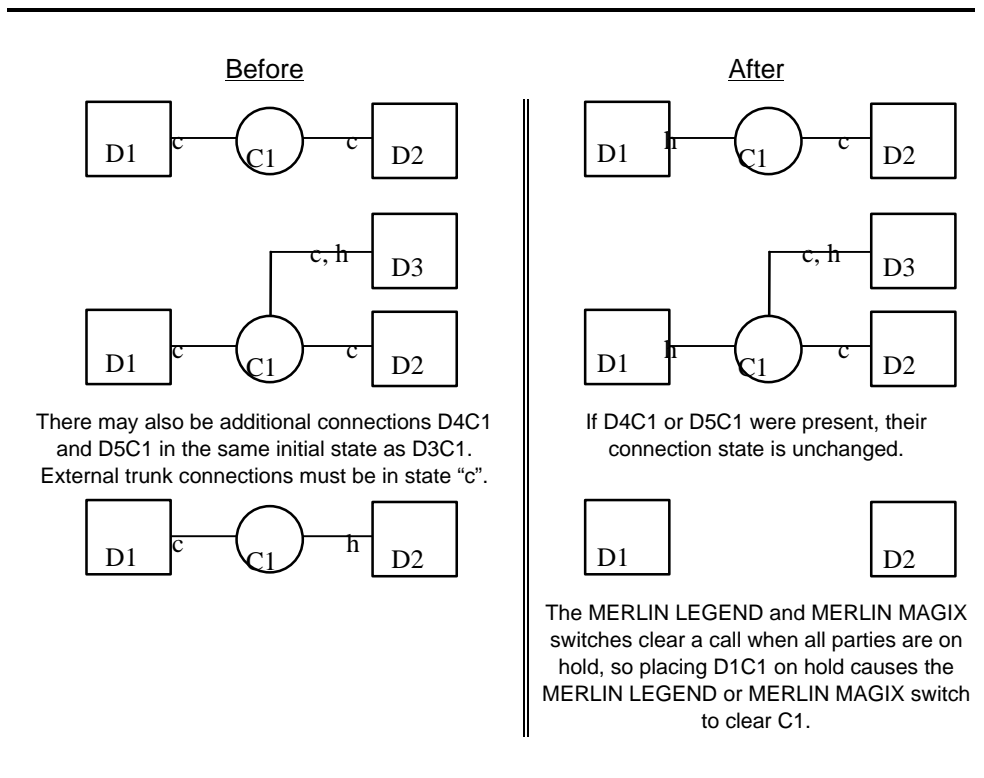 Before
After
D1 c C1 c D2
D1 h C1 c D2
c, h D3
D1 c C1 c D2
c, h D3
D1 h C1 c D2
There may also be additional connections D4C1
and D5C1 in the same initial state as D3C1.
External trunk connections must be in state “c”.
If D4C1 or D5C1 were present, their
connection state is unchanged.
D1 c C1 h D2
D1 D2
The MERLIN LEGEND and MERLIN MAGIX
switches clear a call when all parties are on
hold, so placing D1C1 on hold causes the
MERLIN LEGEND or MERLIN MAGIX switch
to clear C1.